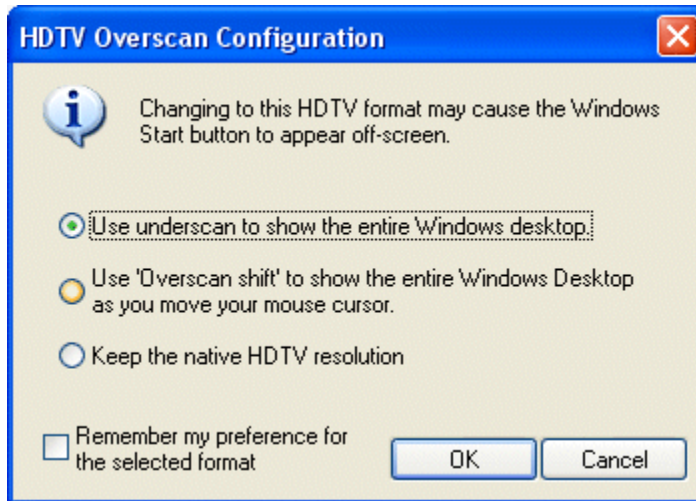 HDTV Overscan Configuration
Changing to this HDTV format may cause the Windows
Start button to appear off-screen.
Use underscan to show the entire Windows desktop.
Use 'Overscan shift' to show the entire Windows Desktop
as you move your mouse cursor.
Keep the native HDTV resolution
Remember my preference for
the selected format
OK
Cancel